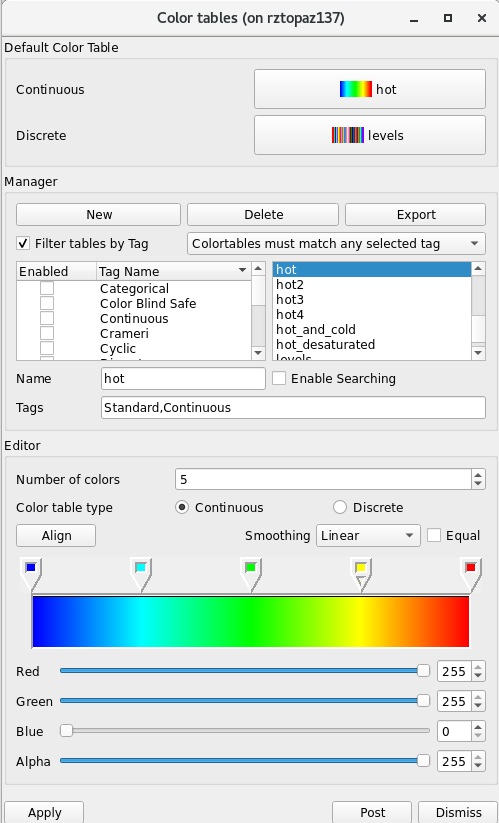 Color tables (on rztopaz137)
Default Color Table
Continuous hot
Discrete levels
Manager
New Delete Export
Filter tables by Tag Colortables must match any selected tag
Enabled Tag Name hot
Categorical hot2
Color Blind Safe hot3
Continuous hot4
Crameri hot_and_cold
Cyclic hot_desaturated
levels
Name hot Enable Searching
Tags Standard,Continuous
Editor
Number of colors 5
Color table type Continuous Discrete
Align Smoothing Linear Equal
Red 255
Green 255
Blue 0
Alpha 255
Apply Post Dismiss